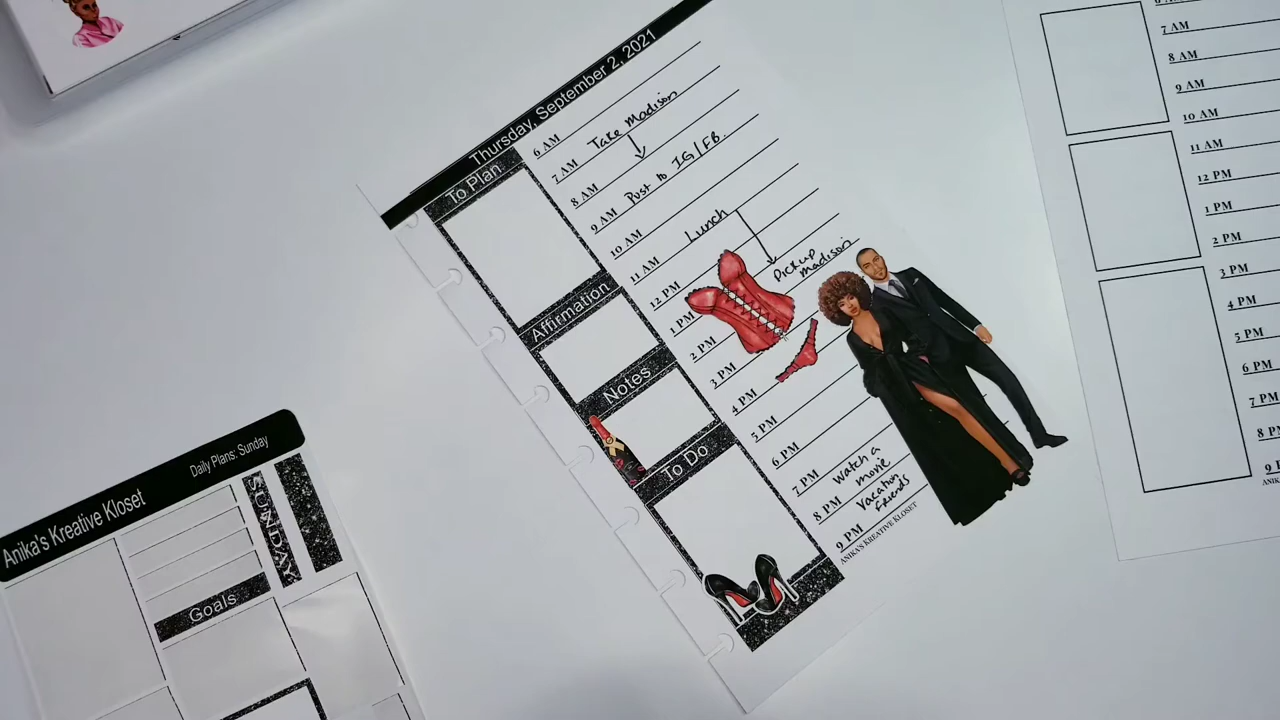 Thursday, September 2, 2021
To Plan
Affirmation
Notes
To Do
6 AM
7 AM Take Madison
8 AM
9 AM Post to IG/FB.
10 AM
11 AM Lunch
12 PM
1 PM Pickup
madison
2 PM
3 PM
4 PM
5 PM
6 PM
7 PM Watch a
movie
8 PM Vacation
Friends
9 PM
ANIKA'S KREATIVE KLOSET
Anika's Kreative Kloset
Daily Plans: Sunday
SUNDAY
Goals
7 AM
8 AM
9 AM
10 AM
11 AM
12 PM
1 PM
2 PM
3 PM
4 PM
5 PM
6 PM
7 PM
8 PM
9 P
ANIK